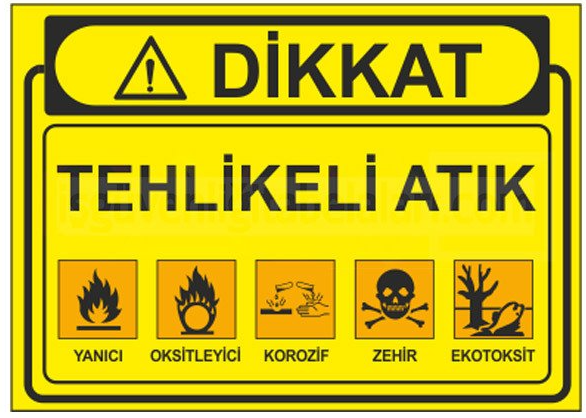 DİKKAT
TEHLİKELİ ATIK
YANICI OKSİTLEYİCİ KOROZİF ZEHİR EKOTOKSİT